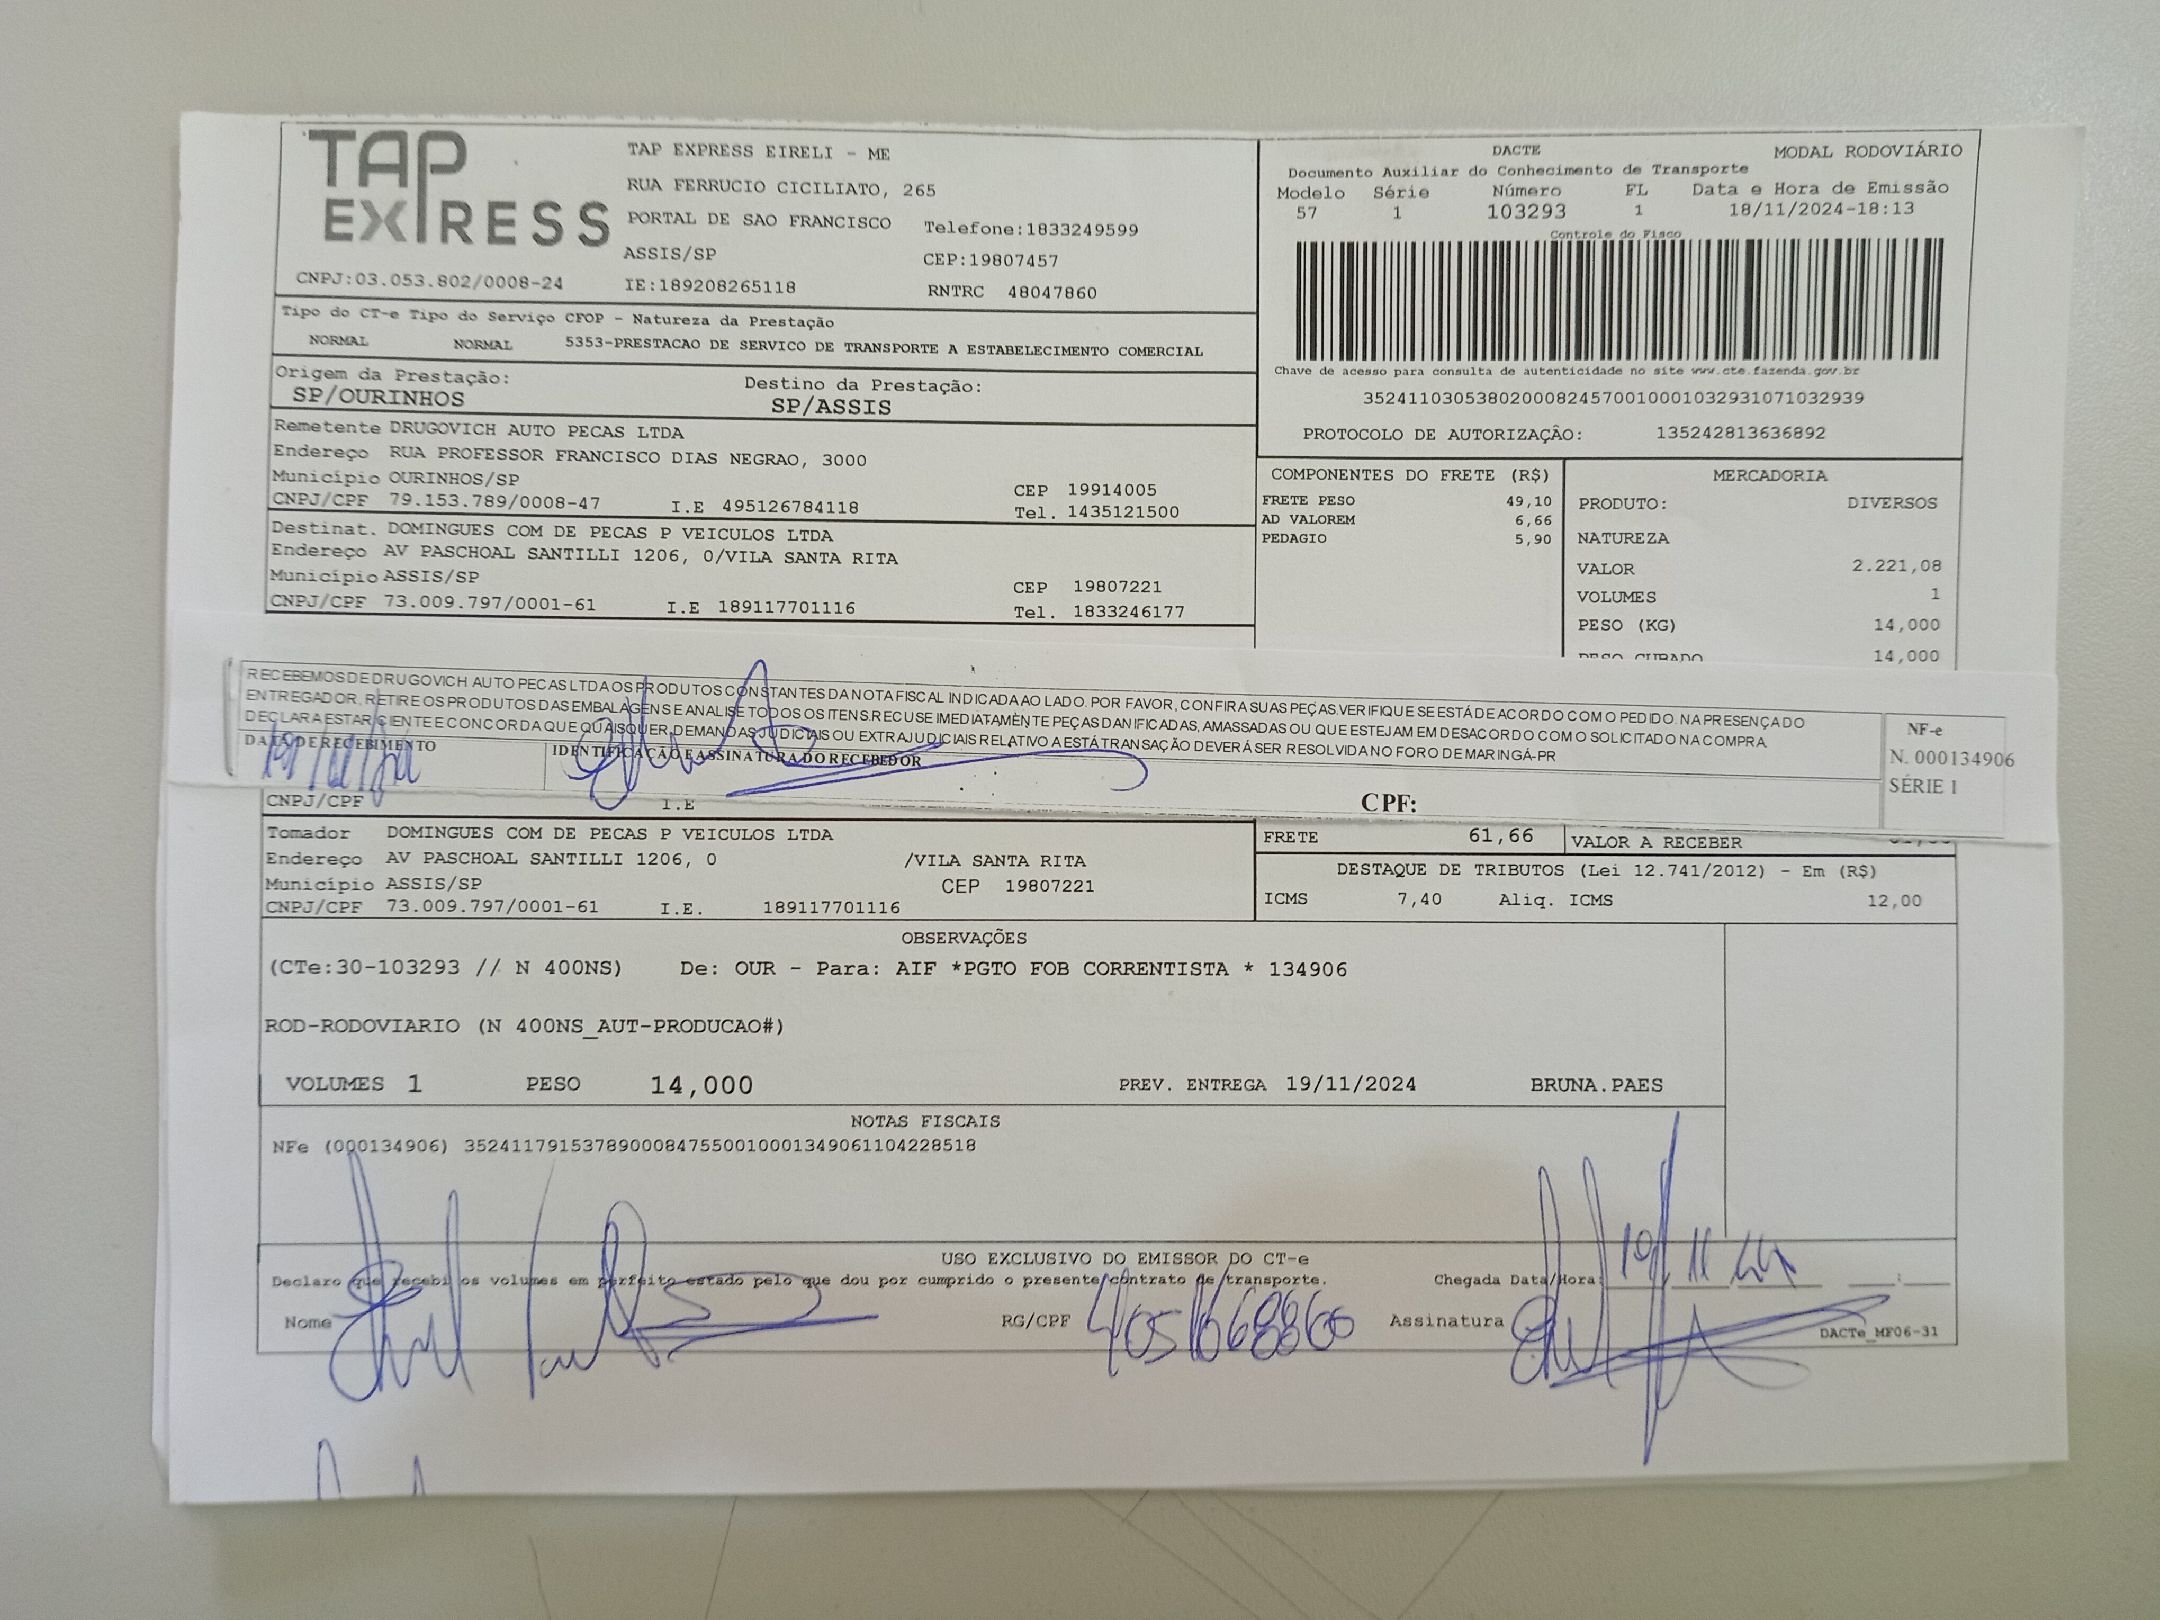 TAP EXPRESS
TAP EXPRESS EIRELI - ME
RUA FERRUCIO CICILIATO, 265
PORTAL DE SAO FRANCISCO Telefone:1833249599
ASSIS/SP CEP:19807457
CNPJ:03.053.802/0008-24 IE:189208265118 RNTRC 48047860
DACTE MODAL RODOVIÁRIO
Documento Auxiliar do Conhecimento de Transporte
Modelo Série Número FL Data e Hora de Emissão
57 1 103293 1 18/11/2024-18:13
Controle do Fisco
Chave de acesso para consulta de autenticidade no site www.cte.fazenda.gov.br
35241103053802000824570010001032931071032939
PROTOCOLO DE AUTORIZAÇÃO: 135242813636892
Tipo do CT-e Tipo do Serviço CFOP - Natureza da Prestação
NORMAL NORMAL 5353-PRESTACAO DE SERVICO DE TRANSPORTE A ESTABELECIMENTO COMERCIAL
Origem da Prestação: Destino da Prestação:
SP/OURINHOS SP/ASSIS
Remetente DRUGOVICH AUTO PECAS LTDA
Endereço RUA PROFESSOR FRANCISCO DIAS NEGRAO, 3000
Município OURINHOS/SP CEP 19914005
CNPJ/CPF 79.153.789/0008-47 I.E 495126784118 Tel. 1435121500
Destinat. DOMINGUES COM DE PECAS P VEICULOS LTDA
Endereço AV PASCHOAL SANTILLI 1206, 0/VILA SANTA RITA
Município ASSIS/SP CEP 19807221
CNPJ/CPF 73.009.797/0001-61 I.E 189117701116 Tel. 1833246177
COMPONENTES DO FRETE (R$)
FRETE PESO 49,10
AD VALOREM 6,66
PEDAGIO 5,90
MERCADORIA
PRODUTO: DIVERSOS
NATUREZA
VALOR 2.221,08
VOLUMES 1
PESO (KG) 14,000
PESO CUBADO 14,000
RECEBEMOS DE DRUGOVICH AUTO PECAS LTDA OS PRODUTOS CONSTANTES DA NOTA FISCAL INDICADA AO LADO. POR FAVOR, CONFIRA SUAS PEÇAS.VERIFIQUE SE ESTÁ DE ACORDO COM O PEDIDO. NA PRESENÇA DO
ENTREGADOR, RETIRE OS PRODUTOS DAS EMBALAGENS E ANALISE TODOS OS ITENS.RECUSE IMEDIATAMENTE PEÇAS DANIFICADAS, AMASSADAS OU QUE ESTEJAM EM DESACORDO COM O SOLICITADO NA COMPRA.
DECLARA ESTAR CIENTE E CONCORDA QUE QUAISQUER DEMANDAS JUDICIAIS OU EXTRAJUDICIAIS RELATIVO A ESTÁ TRANSAÇÃO DEVERÁ SER RESOLVIDA NO FORO DE MARINGÁ-PR
DATA DE RECEBIMENTO IDENTIFICAÇÃO E ASSINATURA DO RECEBEDOR
CPF:
NF-e
N. 000134906
SÉRIE 1
CNPJ/CPF I.E
Tomador DOMINGUES COM DE PECAS P VEICULOS LTDA
Endereço AV PASCHOAL SANTILLI 1206, 0 /VILA SANTA RITA
Município ASSIS/SP CEP 19807221
CNPJ/CPF 73.009.797/0001-61 I.E. 189117701116
FRETE 61,66 VALOR A RECEBER
DESTAQUE DE TRIBUTOS (Lei 12.741/2012) - Em (R$)
ICMS 7,40 Aliq. ICMS 12,00
OBSERVAÇÕES
(CTe:30-103293 // N 400NS) De: OUR - Para: AIF *PGTO FOB CORRENTISTA * 134906
ROD-RODOVIARIO (N 400NS_AUT-PRODUCAO#)
VOLUMES 1 PESO 14,000 PREV. ENTREGA 19/11/2024 BRUNA.PAES
NOTAS FISCAIS
NFe (000134906) 35241179153789000847550010001349061104228518
USO EXCLUSIVO DO EMISSOR DO CT-e
Declaro que recebi os volumes em perfeito estado pelo que dou por cumprido o presente contrato de transporte. Chegada Data/Hora: 19/11/24
Nome RG/CPF Assinatura
DACTe_MF06-31